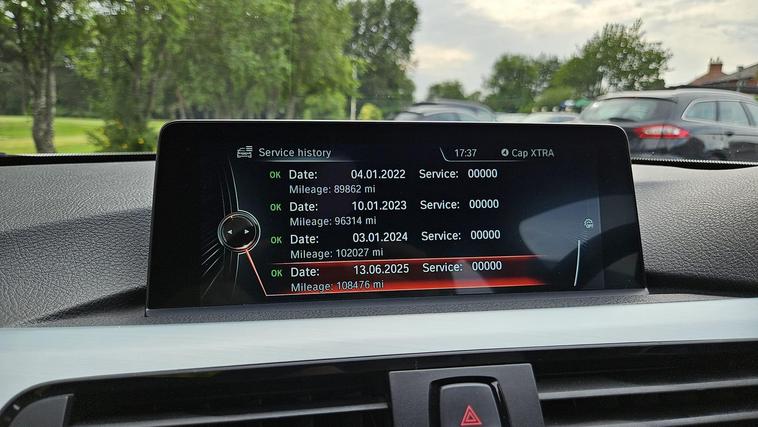 Service history 17:37 Cap XTRA
OK Date: 04.01.2022 Service: 00000
Mileage: 89862 mi
OK Date: 10.01.2023 Service: 00000
Mileage: 96314 mi
OK Date: 03.01.2024 Service: 00000
Mileage: 102027 mi
OK Date: 13.06.2025 Service: 00000
Mileage: 108476 mi